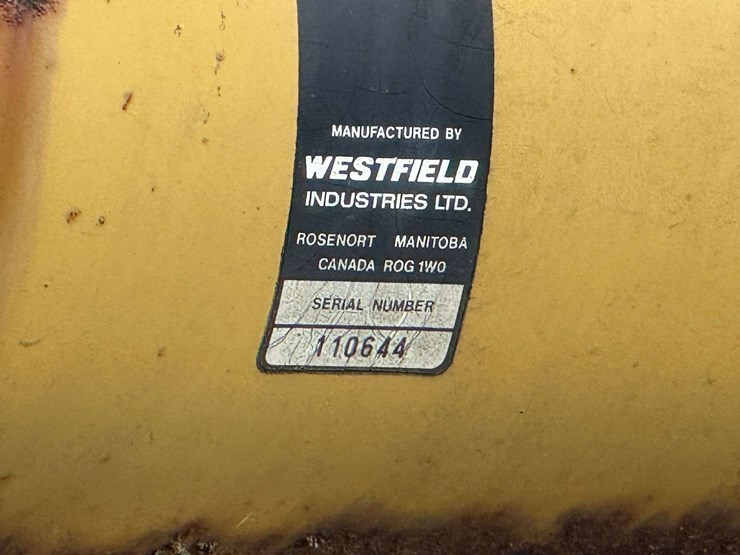 MANUFACTURED BY
WESTFIELD
INDUSTRIES LTD.
ROSENORT MANITOBA
CANADA ROG 1W0
SERIAL NUMBER
110644